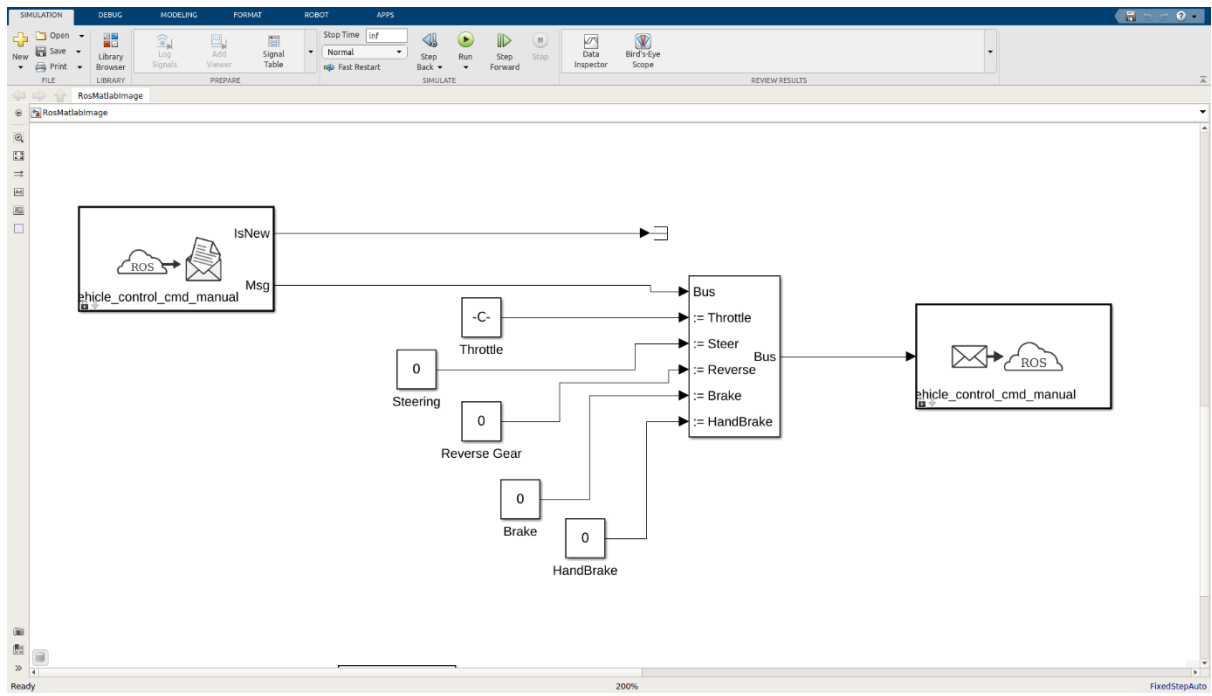 SIMULATION DEBUG MODELING FORMAT ROBOT APPS
New
Open
Save
Print
FILE
Library
Browser
LIBRARY
Log
Signals
Add
Viewer
Signal
Table
PREPARE
Stop Time inf
Normal
Fast Restart
Step
Back
Run
Step
Forward
Stop
SIMULATE
Data
Inspector
Bird's-Eye
Scope
REVIEW RESULTS
RosMatlabImage
RosMatlabImage
IsNew
ROS
Msg
ehicle_control_cmd_manual
-C-
Throttle
0
Steering
0
Reverse Gear
0
Brake
0
HandBrake
Bus
:= Throttle
:= Steer
:= Reverse
:= Brake
:= HandBrake
Bus
ROS
ehicle_control_cmd_manual
Ready 200% FixedStepAuto